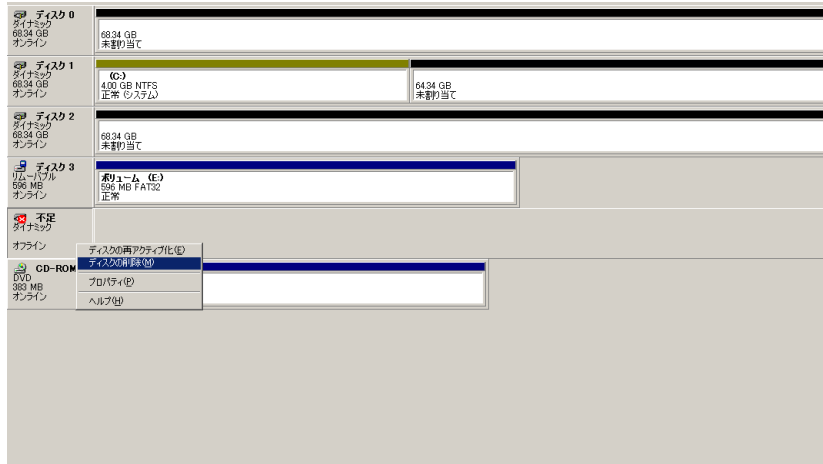 ディスク 0
ダイナミック
68.34 GB
オンライン
68.34 GB
未割り当て
ディスク 1
ダイナミック
68.34 GB
オンライン
(C:)
4.00 GB NTFS
正常 (システム)
64.34 GB
未割り当て
ディスク 2
ダイナミック
68.34 GB
オンライン
68.34 GB
未割り当て
ディスク 3
リムーバブル
596 MB
オンライン
ボリューム (E:)
596 MB FAT32
正常
不足
ダイナミック
オフライン
ディスクの再アクティブ化(E)
ディスクの削除(M)
プロパティ(P)
ヘルプ(H)
CD-ROM
DVD
383 MB
オンライン